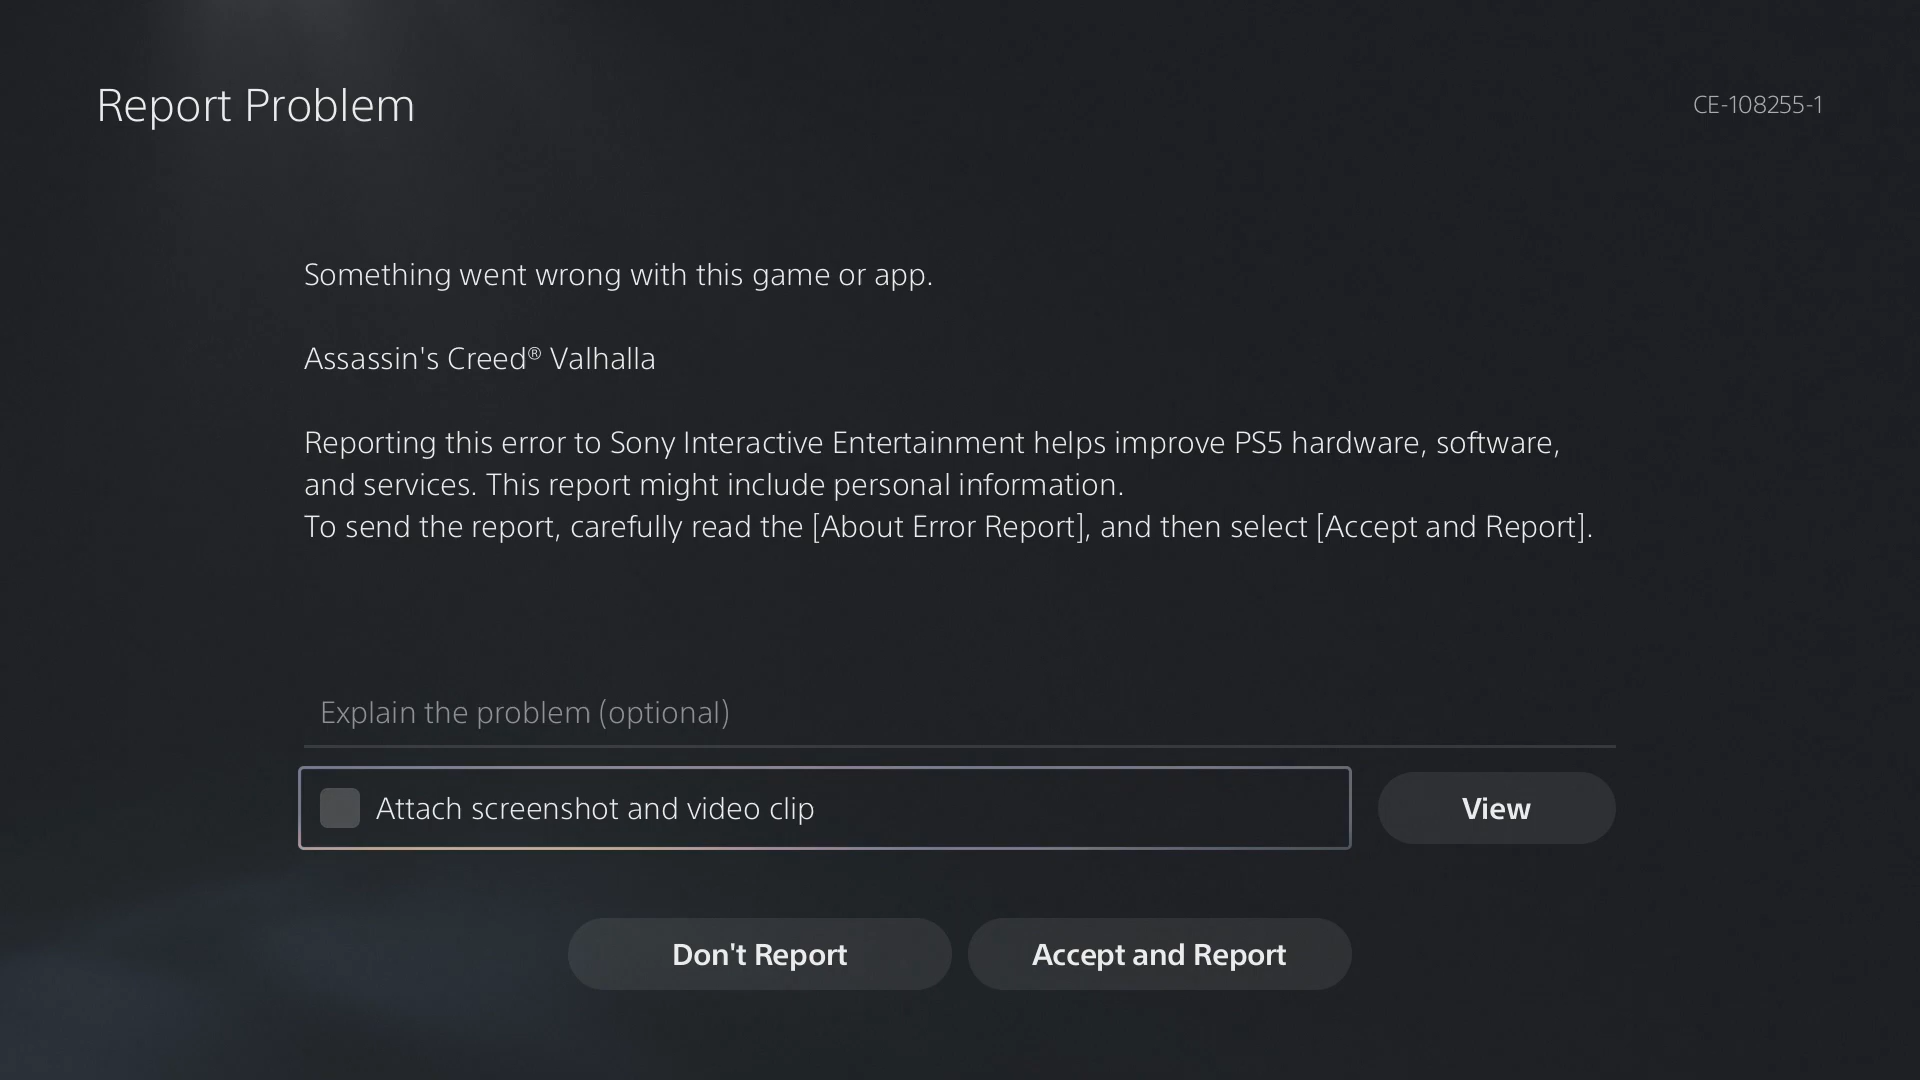 Report Problem
CE-108255-1
Something went wrong with this game or app.
Assassin's Creed® Valhalla
Reporting this error to Sony Interactive Entertainment helps improve PS5 hardware, software,
and services. This report might include personal information.
To send the report, carefully read the [About Error Report], and then select [Accept and Report].
Explain the problem (optional)
Attach screenshot and video clip
View
Don't Report
Accept and Report